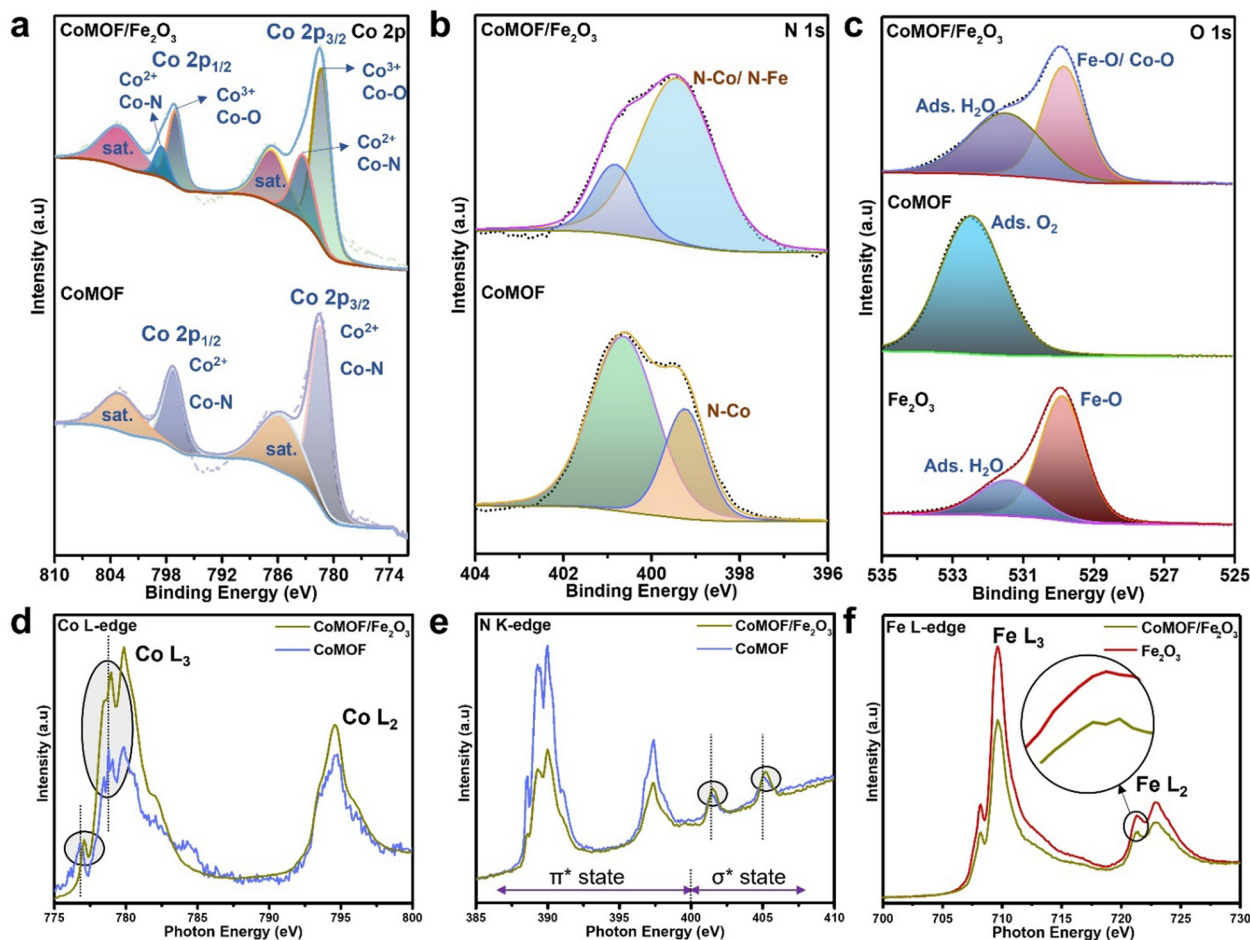 a
CoMOF/Fe₂O₃
Co 2p₃/₂
Co 2p
Co 2p₁/₂
Co²⁺
Co-N
Co³⁺
Co-O
Co³⁺
Co-O
Co²⁺
Co-N
sat.
sat.
CoMOF
Co 2p₃/₂
Co 2p₁/₂
Co²⁺
Co-N
Co²⁺
Co-N
sat.
sat.
Intensity (a.u)
810 804 798 792 786 780 774
Binding Energy (eV)
b
CoMOF/Fe₂O₃
N 1s
N-Co/ N-Fe
CoMOF
N-Co
Intensity (a.u)
404 402 400 398 396
Binding Energy (eV)
c
CoMOF/Fe₂O₃
O 1s
Fe-O/ Co-O
Ads. H₂O
CoMOF
Ads. O₂
Fe₂O₃
Fe-O
Ads. H₂O
Intensity (a.u)
535 533 531 529 527 525
Binding Energy (eV)
d
Co L-edge
CoMOF/Fe₂O₃
CoMOF
Co L₃
Co L₂
Intensity (a.u)
775 780 785 790 795 800
Photon Energy (eV)
e
N K-edge
CoMOF/Fe₂O₃
CoMOF
π* state
σ* state
Intensity (a.u)
385 390 395 400 405 410
Photon Energy (eV)
f
Fe L-edge
CoMOF/Fe₂O₃
Fe₂O₃
Fe L₃
Fe L₂
Intensity (a.u)
700 705 710 715 720 725 730
Photon Energy (eV)